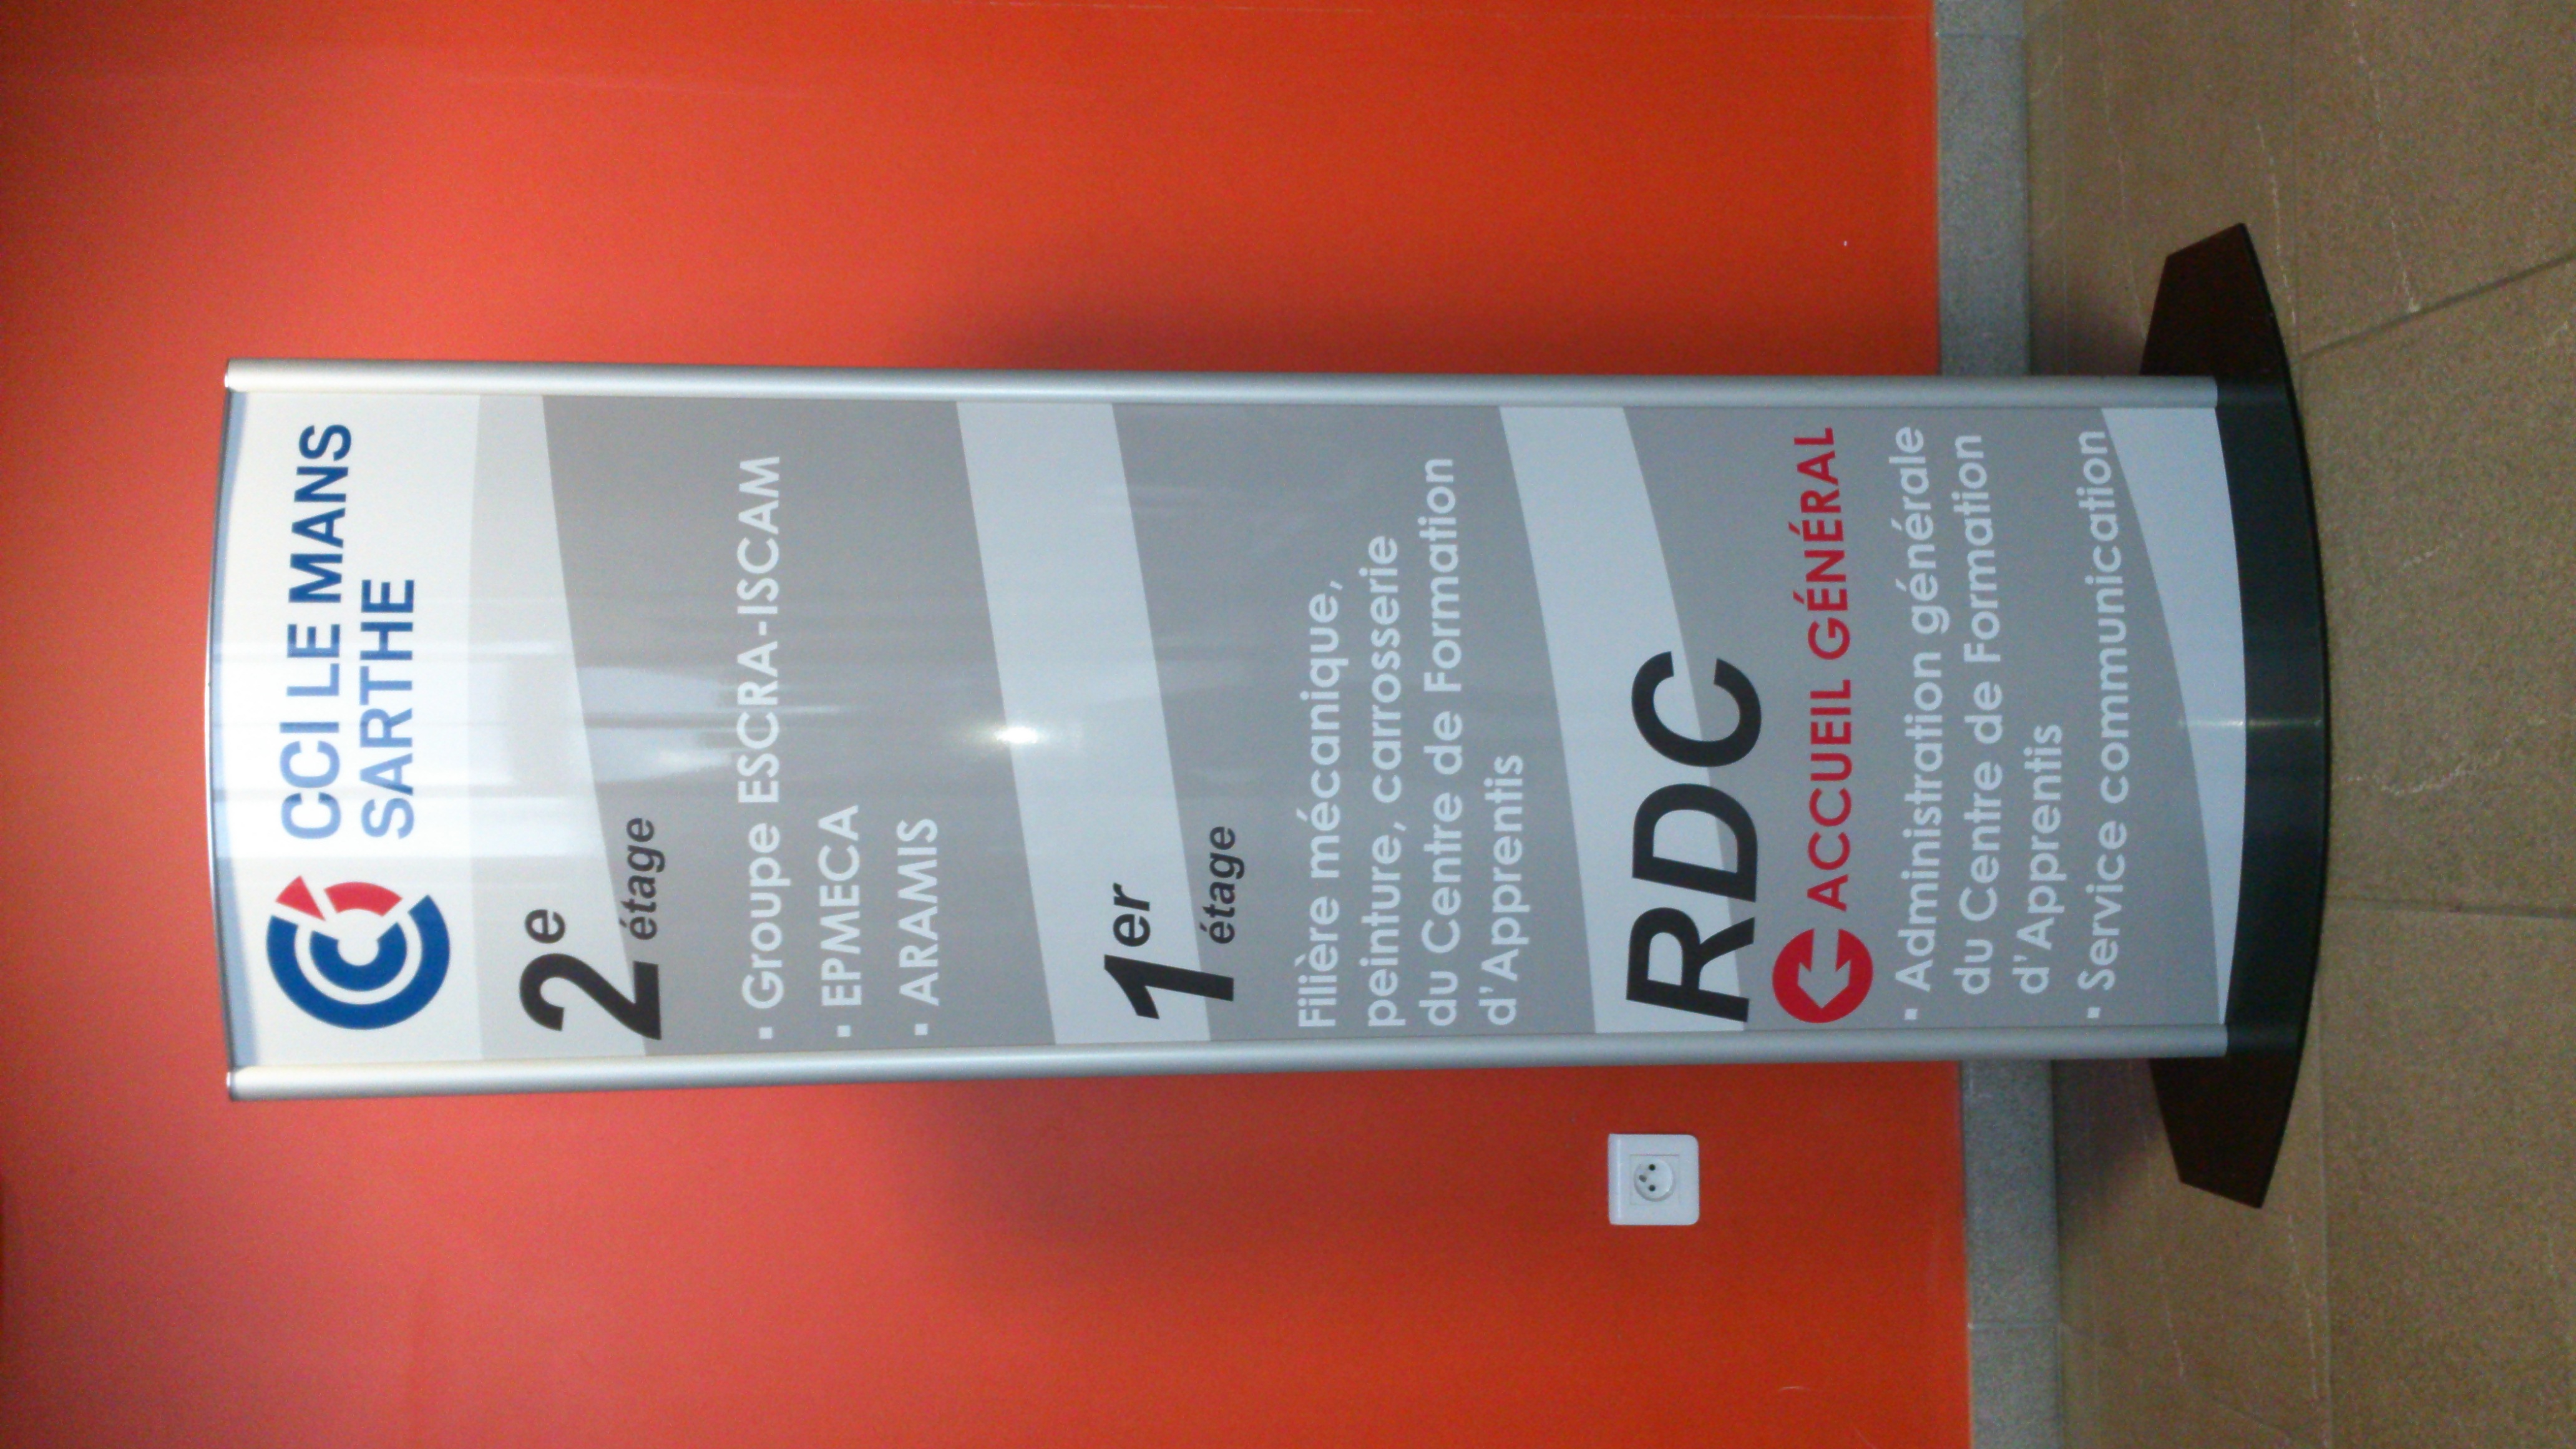 CCI LE MANS
SARTHE
2e
étage
▪ Groupe ESCRA-ISCAM
▪ EPMECA
▪ ARAMIS
1er
étage
Filière mécanique,
peinture, carrosserie
du Centre de Formation
d'Apprentis
RDC
ACCUEIL GÉNÉRAL
▪ Administration générale
du Centre de Formation
d'Apprentis
▪ Service communication